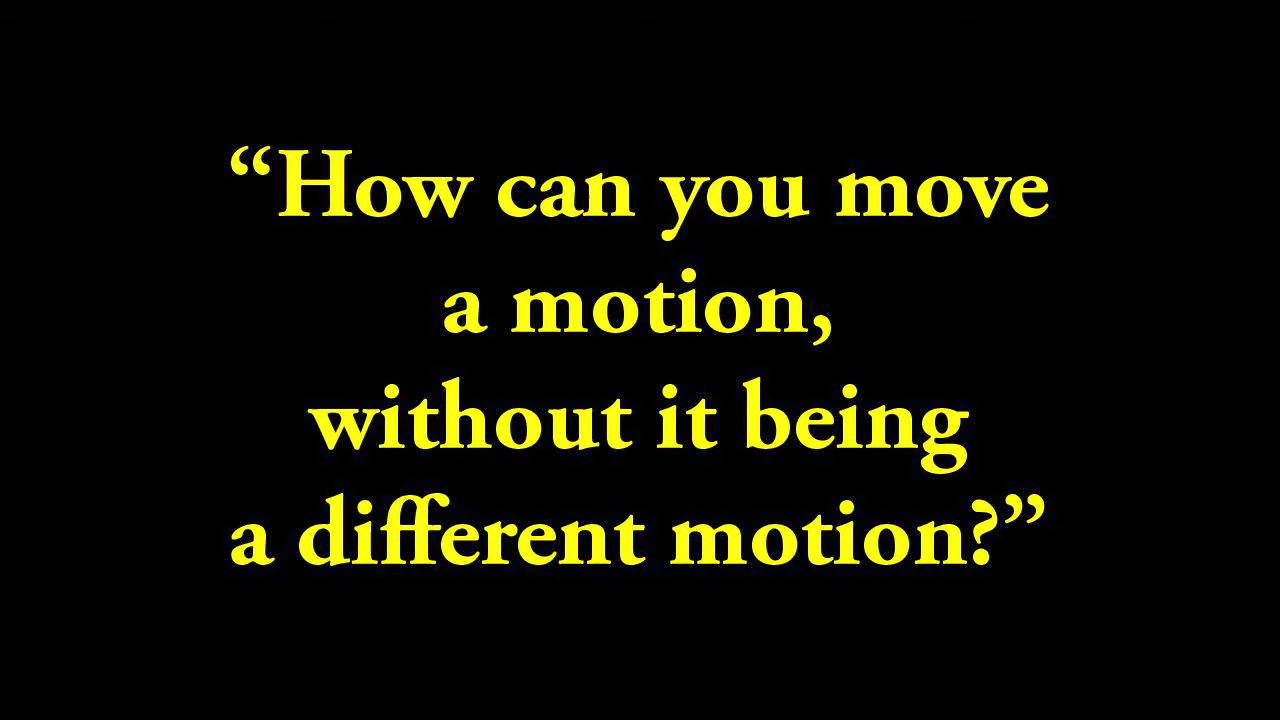 “How can you move
a motion,
without it being
a different motion?”